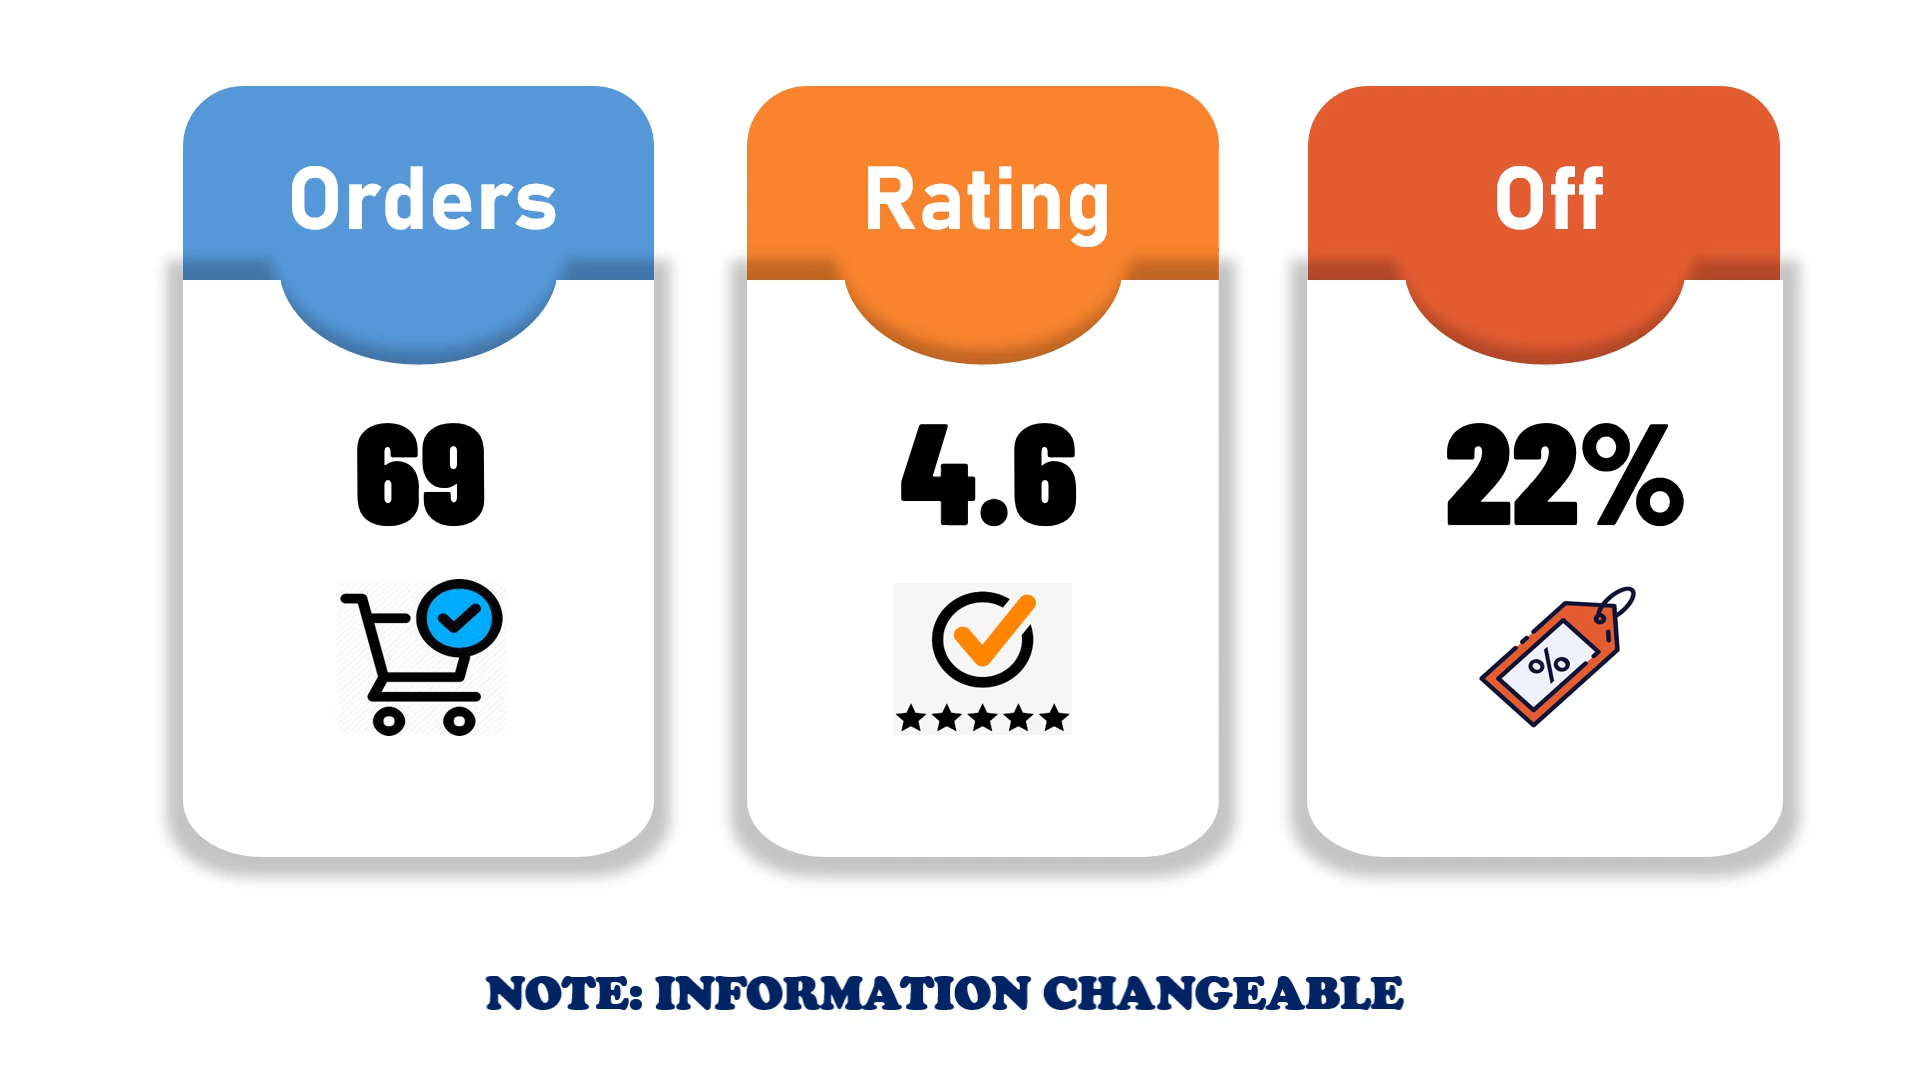 Orders
69
Rating
4.6
Off
22%
%
NOTE: INFORMATION CHANGEABLE